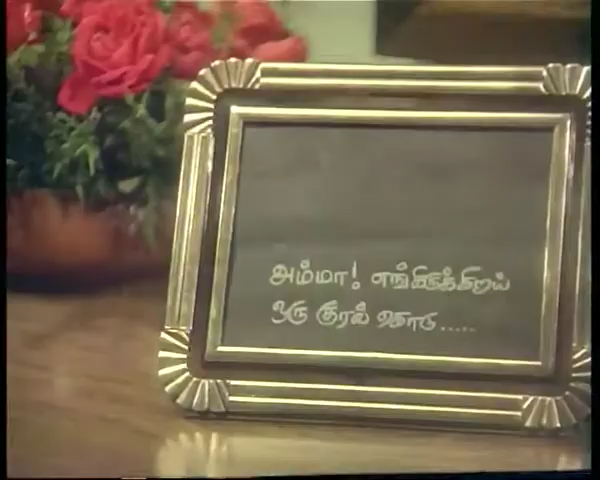 அம்மா! எங்கிருக்கிறாய்
ஒரு குரல் கொடு.....